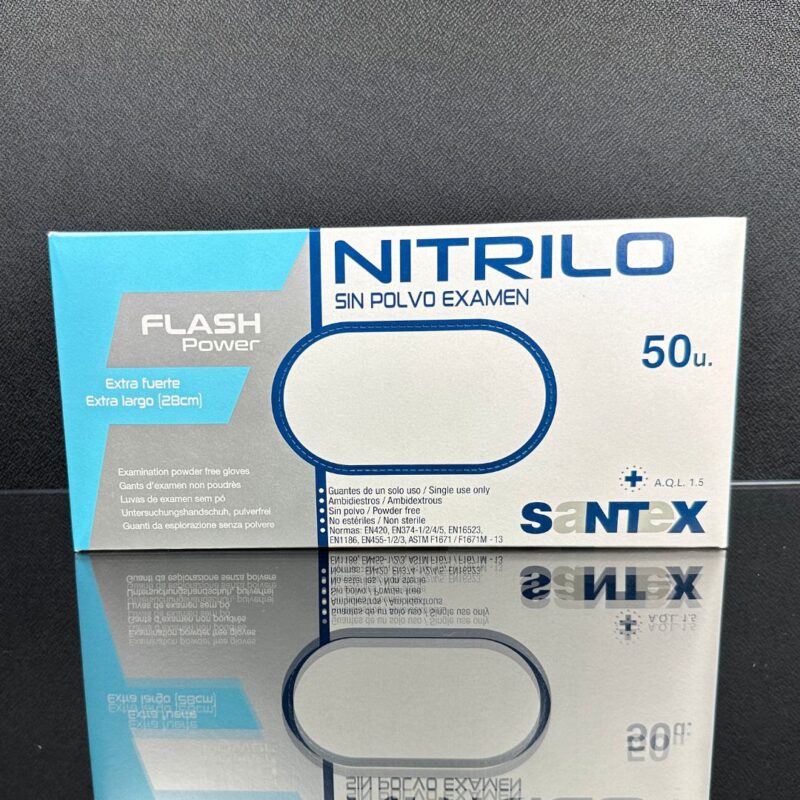 NITRILO
SIN POLVO EXAMEN
FLASH
Power
Extra fuerte
Extra largo (28cm)
50u.
Examination powder free gloves
Gants d'examen non poudrès
Luvas de examen sem pó
Untersuchungshandschuh, pulverfrei
Guanti da esplorazione senza polvere
• Guantes de un solo uso / Single use only
• Ambidiestros / Ambidextrous
• Sin polvo / Powder free
• No estériles / Non sterile
• Normas: EN420, EN374-1/2/4/5, EN16523,
EN1186, EN455-1/2/3, ASTM F1671 / F1671M - 13
A.Q.L. 1.5
SaNTeX